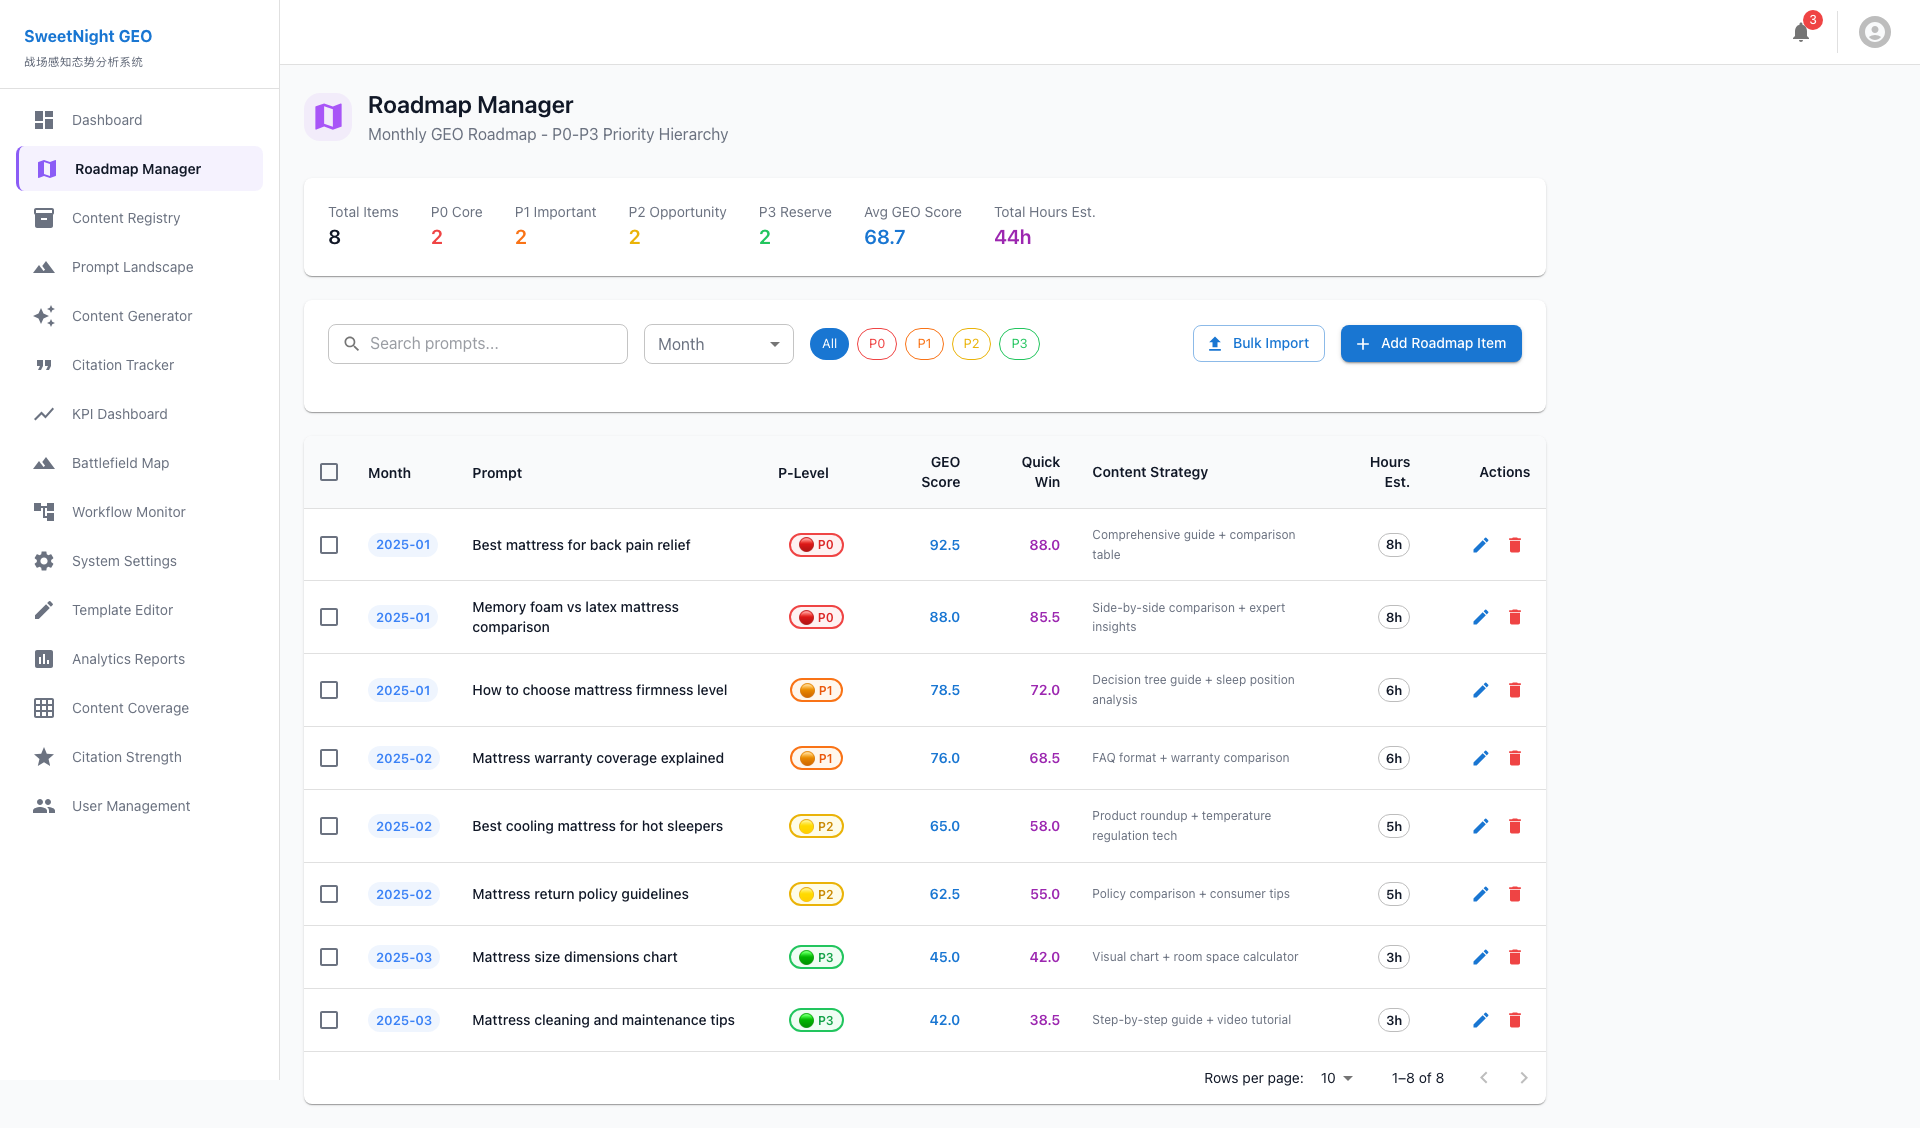 SweetNight GEO
战场感知态势分析系统
3
Dashboard
Roadmap Manager
Content Registry
Prompt Landscape
Content Generator
Citation Tracker
KPI Dashboard
Battlefield Map
Workflow Monitor
System Settings
Template Editor
Analytics Reports
Content Coverage
Citation Strength
User Management
Roadmap Manager
Monthly GEO Roadmap - P0-P3 Priority Hierarchy
Total Items P0 Core P1 Important P2 Opportunity P3 Reserve Avg GEO Score Total Hours Est.
8 2 2 2 2 68.7 44h
Search prompts... Month All P0 P1 P2 P3 Bulk Import Add Roadmap Item
Month Prompt P-Level GEO Score Quick Win Content Strategy Hours Est. Actions
2025-01 Best mattress for back pain relief P0 92.5 88.0 Comprehensive guide + comparison table 8h
2025-01 Memory foam vs latex mattress comparison P0 88.0 85.5 Side-by-side comparison + expert insights 8h
2025-01 How to choose mattress firmness level P1 78.5 72.0 Decision tree guide + sleep position analysis 6h
2025-02 Mattress warranty coverage explained P1 76.0 68.5 FAQ format + warranty comparison 6h
2025-02 Best cooling mattress for hot sleepers P2 65.0 58.0 Product roundup + temperature regulation tech 5h
2025-02 Mattress return policy guidelines P2 62.5 55.0 Policy comparison + consumer tips 5h
2025-03 Mattress size dimensions chart P3 45.0 42.0 Visual chart + room space calculator 3h
2025-03 Mattress cleaning and maintenance tips P3 42.0 38.5 Step-by-step guide + video tutorial 3h
Rows per page: 10 1–8 of 8